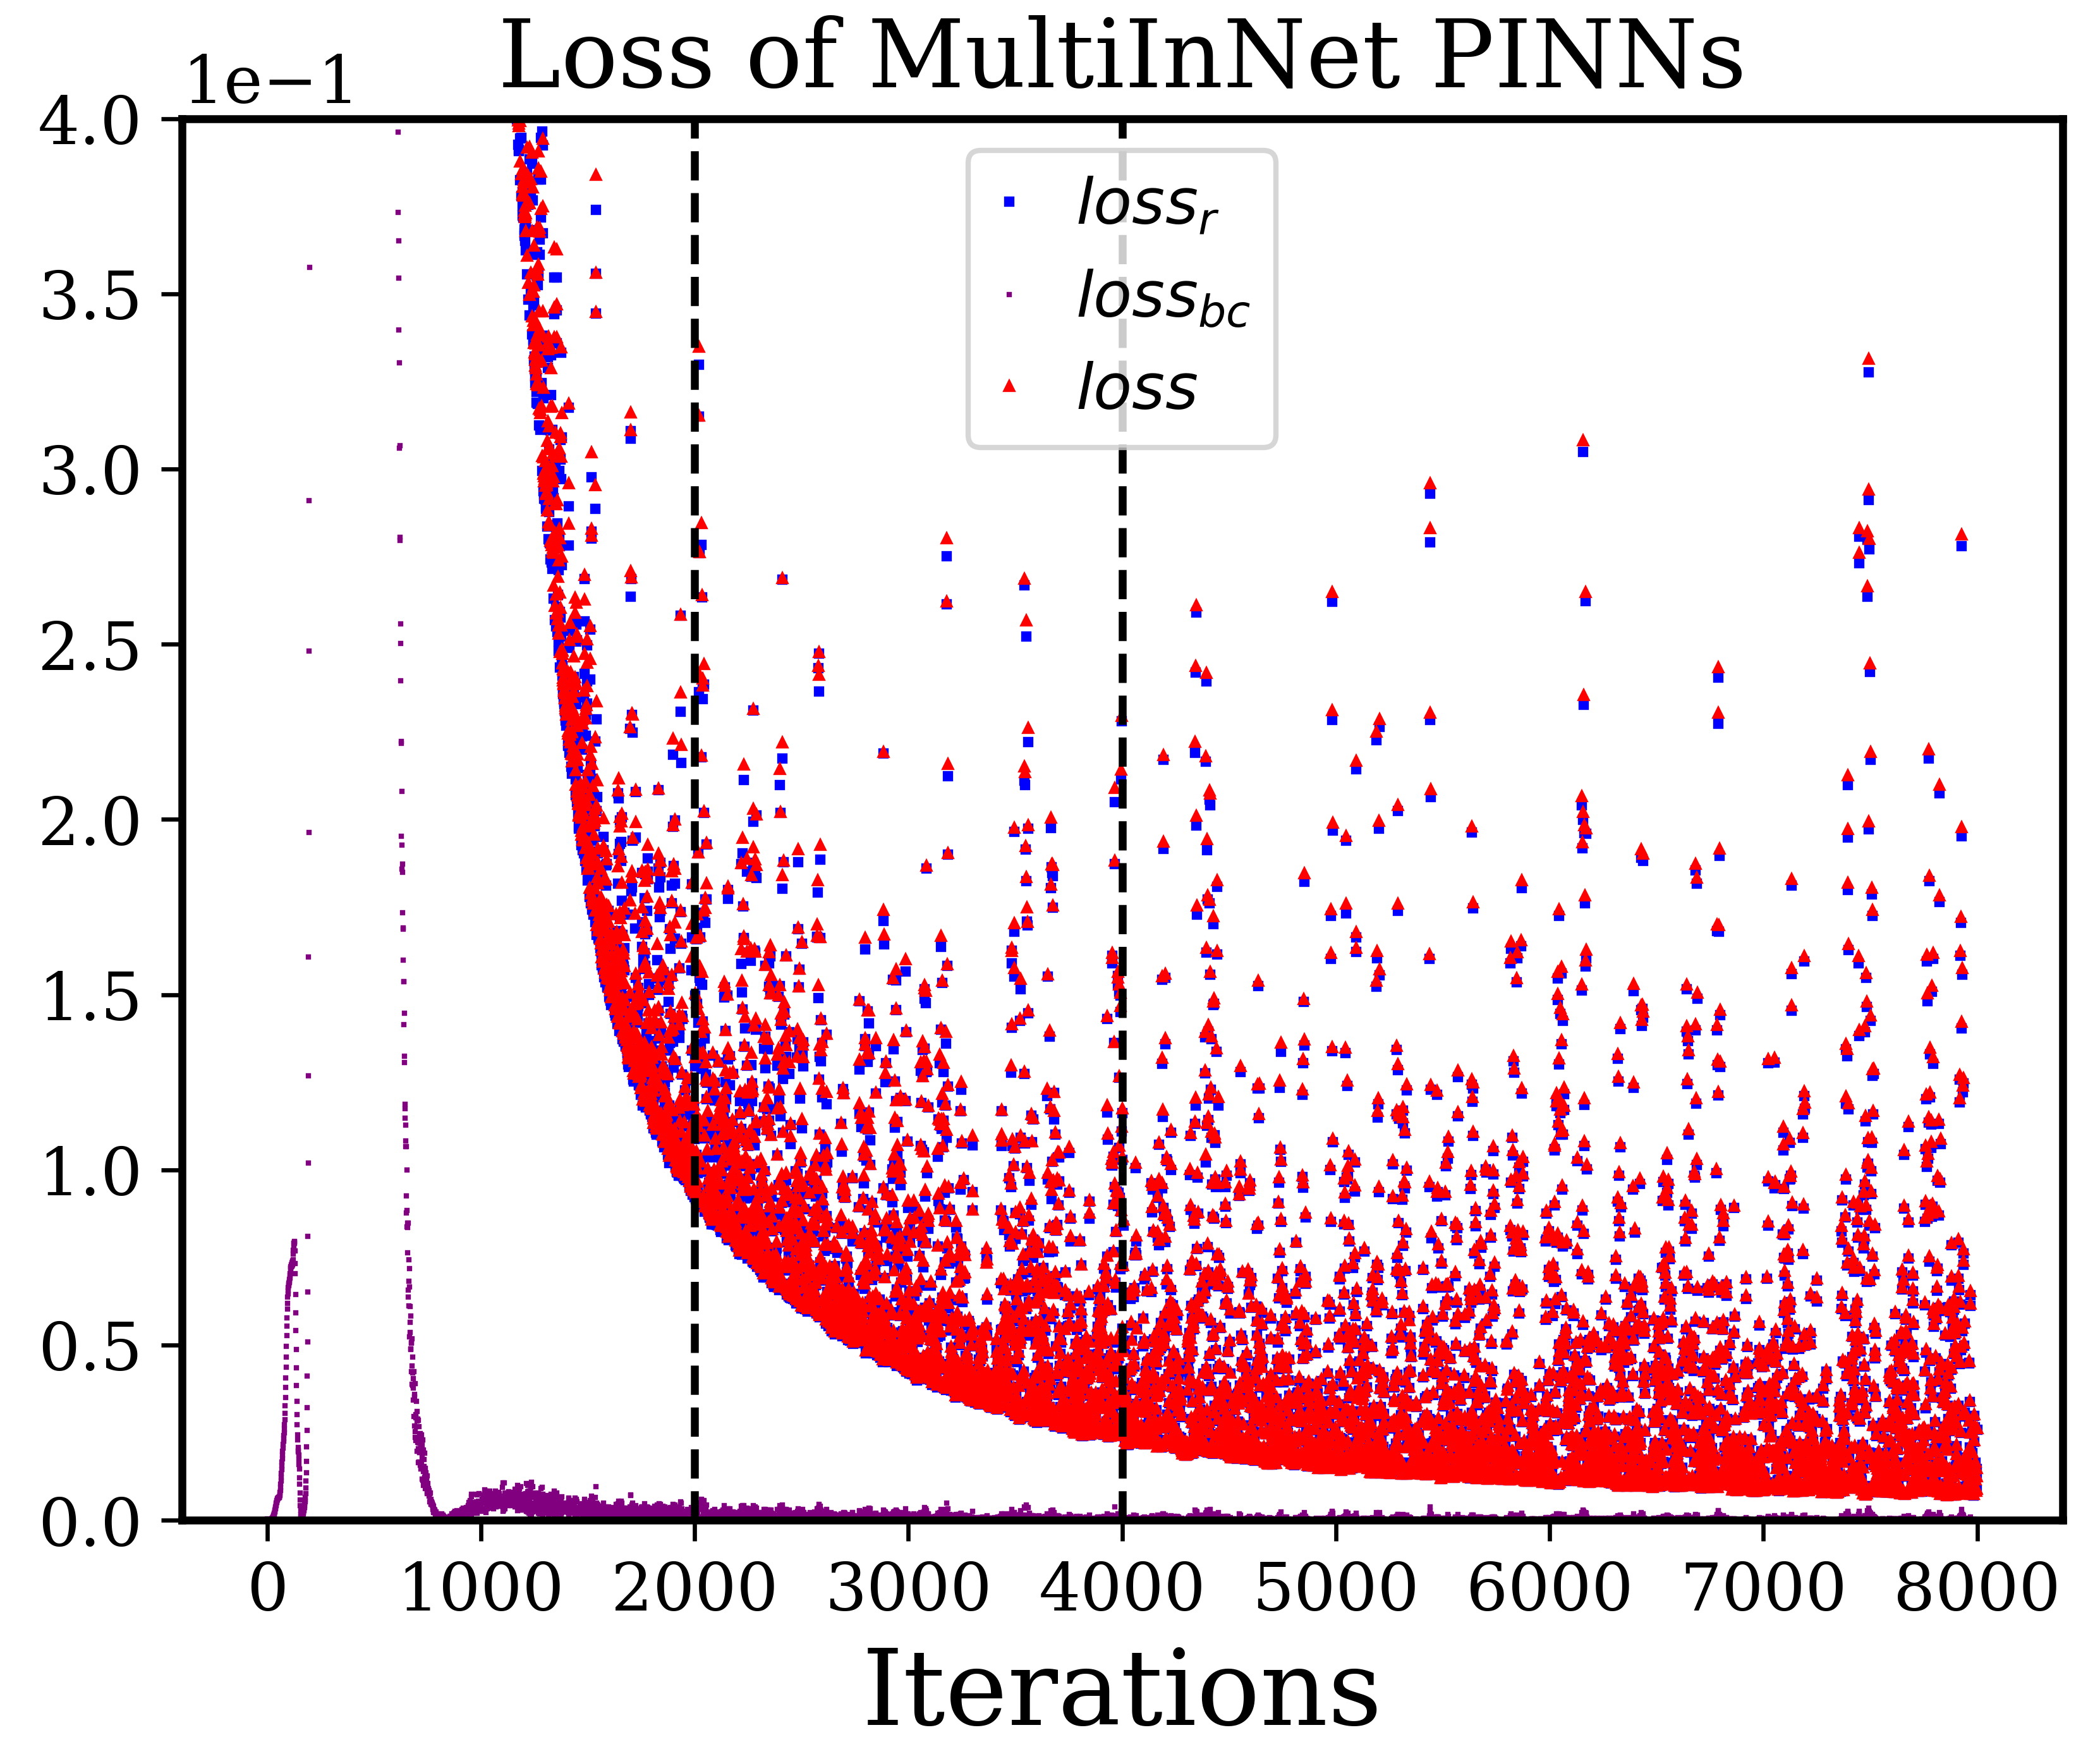 Loss of MultiInNet PINNs
1e−1
4.0
3.5
3.0
2.5
2.0
1.5
1.0
0.5
0.0
loss_r
loss_bc
loss
0 1000 2000 3000 4000 5000 6000 7000 8000
Iterations